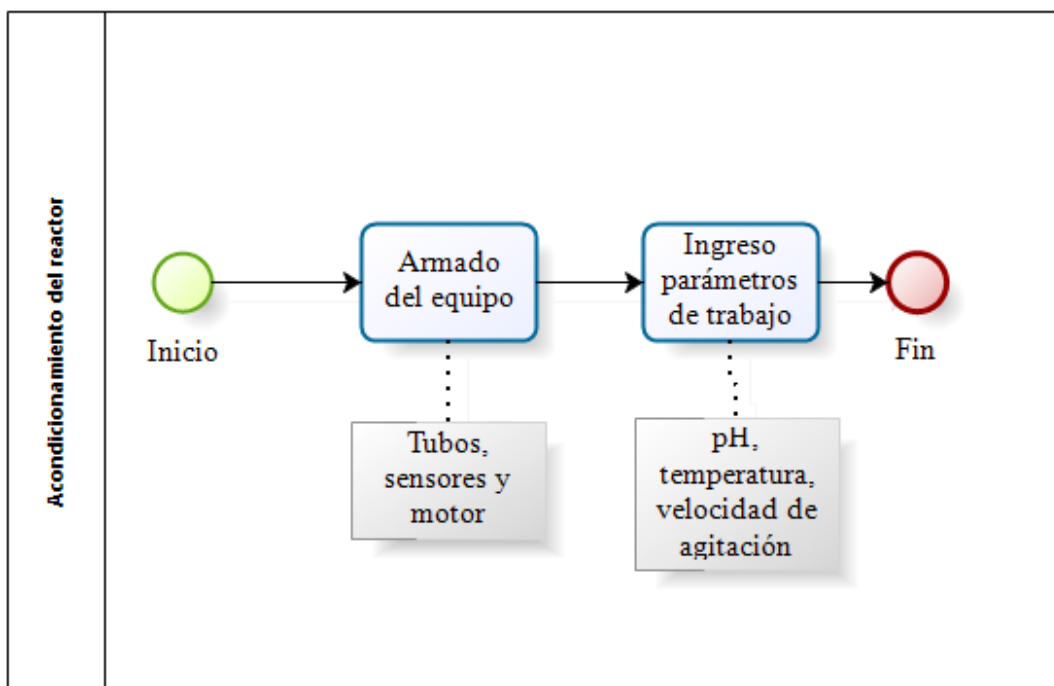 Acondicionamiento del reactor
Inicio
Armado
del equipo
Ingreso
parámetros
de trabajo
Fin
Tubos,
sensores y
motor
pH,
temperatura,
velocidad de
agitación